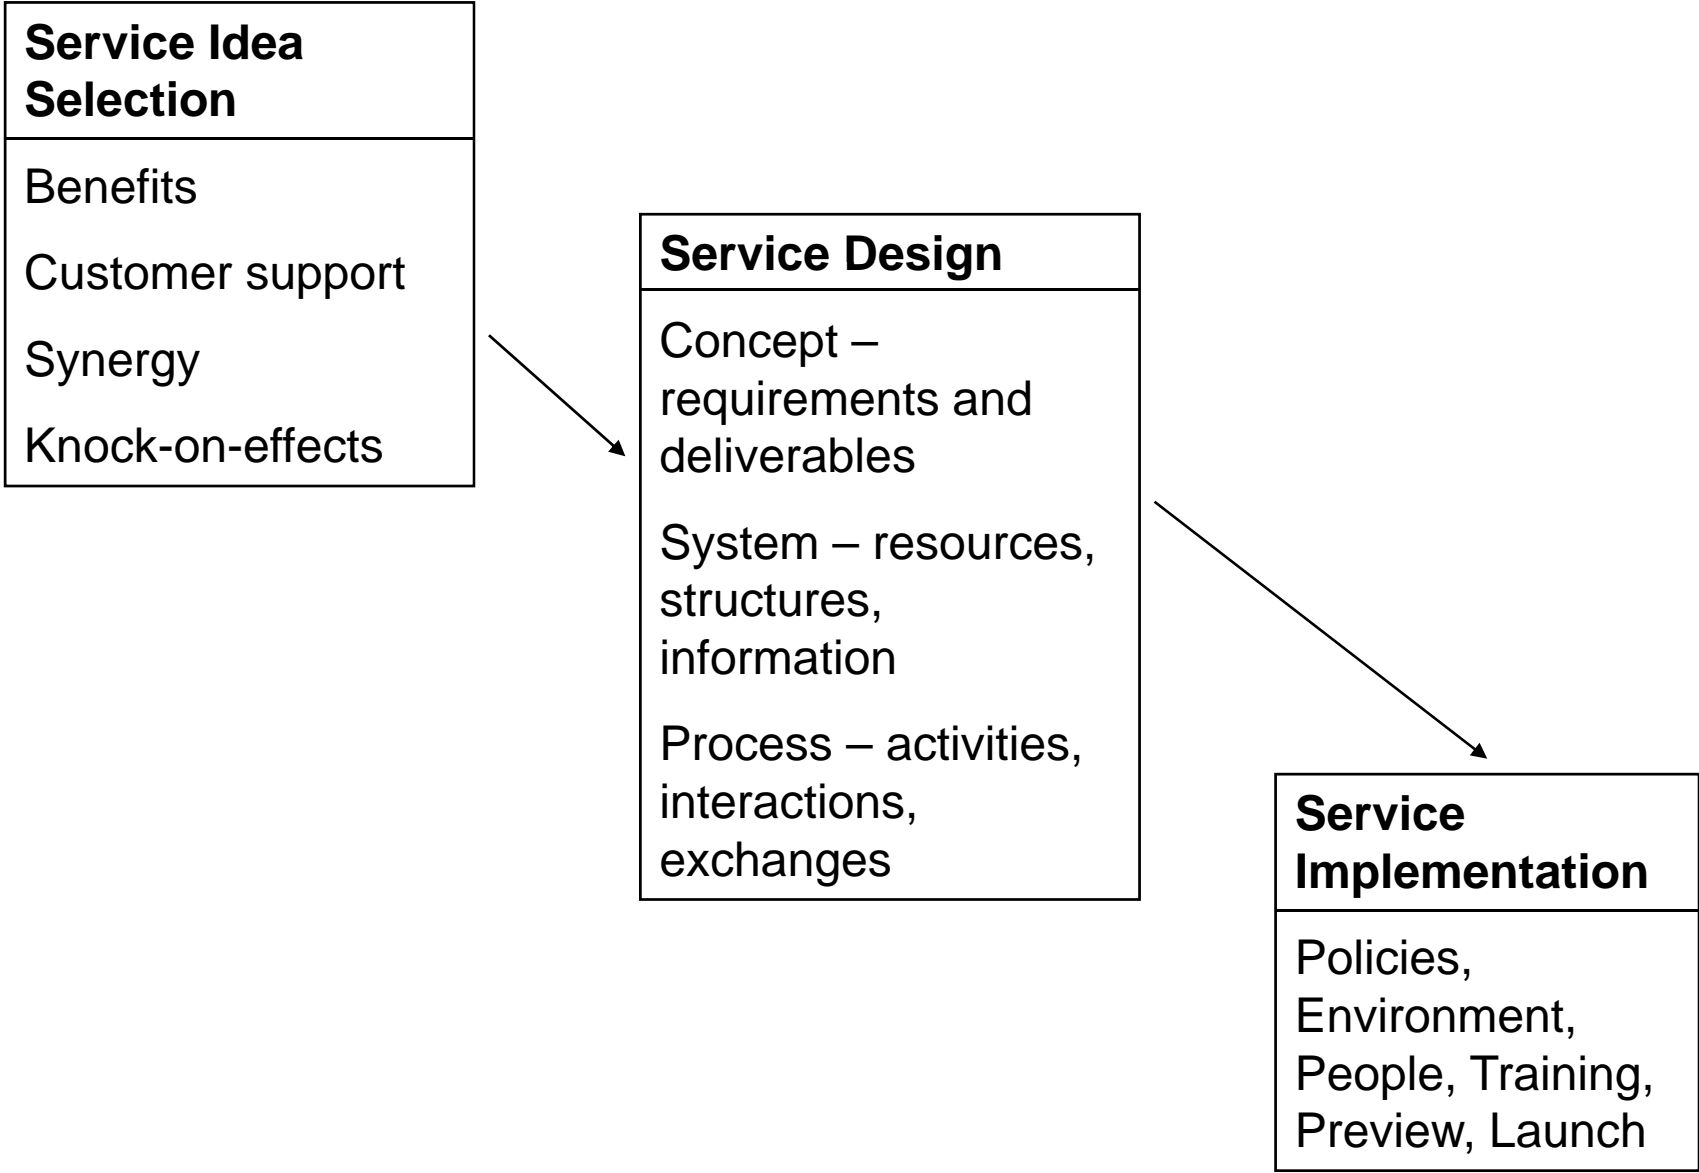 Service Idea
Selection
Benefits
Customer support
Synergy
Knock-on-effects
Service Design
Concept –
requirements and
deliverables
System – resources,
structures,
information
Process – activities,
interactions,
exchanges
Service
Implementation
Policies,
Environment,
People, Training,
Preview, Launch